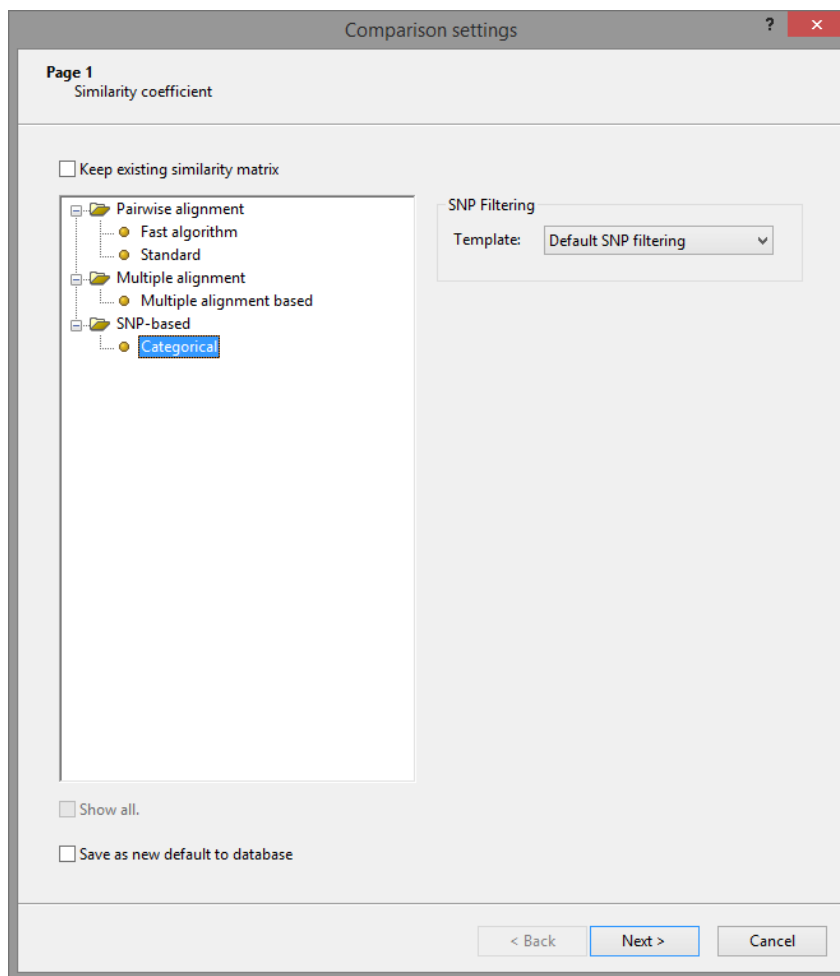 Comparison settings
?
Page 1
Similarity coefficient
Keep existing similarity matrix
Pairwise alignment
Fast algorithm
Standard
Multiple alignment
Multiple alignment based
SNP-based
Categorical
SNP Filtering
Template: Default SNP filtering
Show all.
Save as new default to database
< Back Next > Cancel